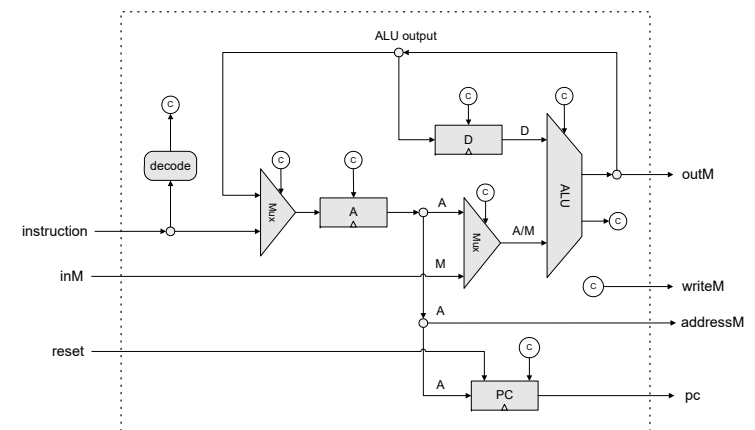 ALU output
C
C
C
D
D
decode
C
C
ALU
outM
Mux
A
A
C
Mux
A/M
C
instruction
inM
M
C
writeM
A
addressM
reset
C
A
PC
pc